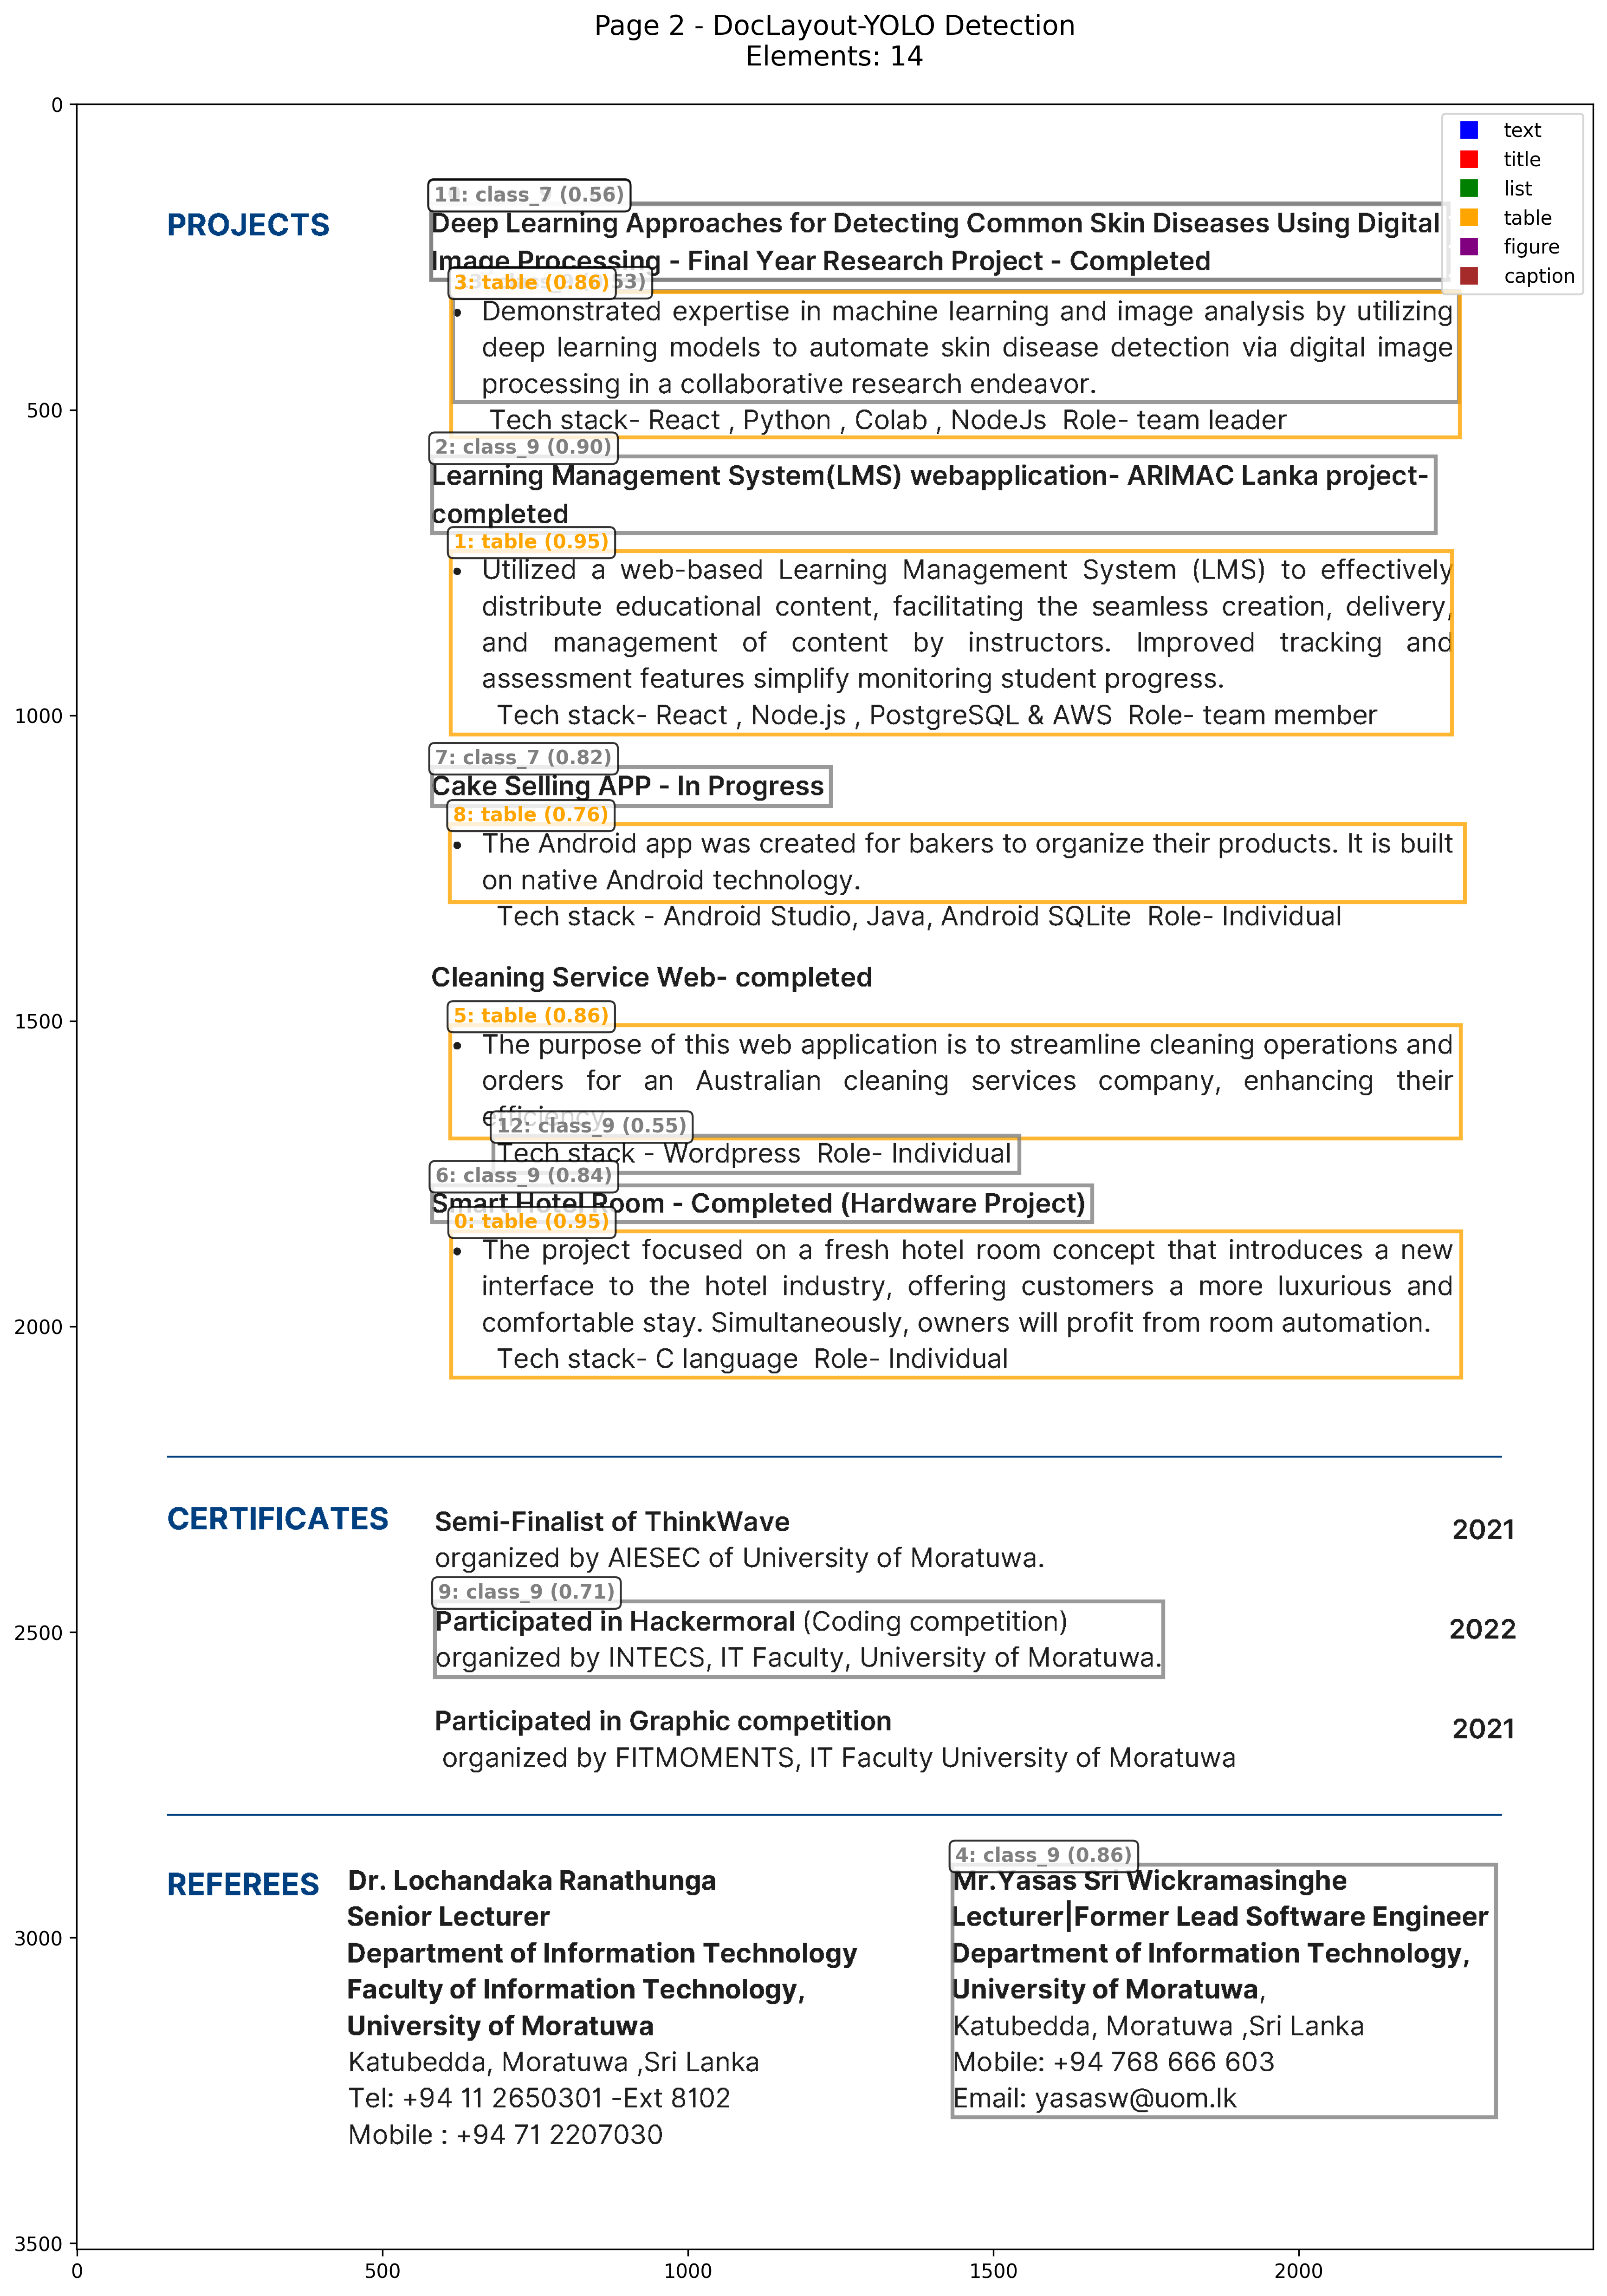 Page 2 - DocLayout-YOLO Detection
Elements: 14
text
title
list
table
figure
caption
PROJECTS
11: class_7 (0.56)
Deep Learning Approaches for Detecting Common Skin Diseases Using Digital
Image Processing - Final Year Research Project - Completed
3: table (0.86)
53)
• Demonstrated expertise in machine learning and image analysis by utilizing
deep learning models to automate skin disease detection via digital image
processing in a collaborative research endeavor.
Tech stack- React , Python , Colab , NodeJs Role- team leader
2: class_9 (0.90)
Learning Management System(LMS) webapplication- ARIMAC Lanka project-
completed
1: table (0.95)
• Utilized a web-based Learning Management System (LMS) to effectively
distribute educational content, facilitating the seamless creation, delivery,
and management of content by instructors. Improved tracking and
assessment features simplify monitoring student progress.
Tech stack- React , Node.js , PostgreSQL & AWS Role- team member
7: class_7 (0.82)
Cake Selling APP - In Progress
8: table (0.76)
• The Android app was created for bakers to organize their products. It is built
on native Android technology.
Tech stack - Android Studio, Java, Android SQLite Role- Individual
Cleaning Service Web- completed
5: table (0.86)
• The purpose of this web application is to streamline cleaning operations and
orders for an Australian cleaning services company, enhancing their
efficiency.
12: class_9 (0.55)
Tech stack - Wordpress Role- Individual
6: class_9 (0.84)
Smart Hotel Room - Completed (Hardware Project)
0: table (0.95)
• The project focused on a fresh hotel room concept that introduces a new
interface to the hotel industry, offering customers a more luxurious and
comfortable stay. Simultaneously, owners will profit from room automation.
Tech stack- C language Role- Individual
CERTIFICATES
Semi-Finalist of ThinkWave 2021
organized by AIESEC of University of Moratuwa.
9: class_9 (0.71)
Participated in Hackermoral (Coding competition) 2022
organized by INTECS, IT Faculty, University of Moratuwa.
Participated in Graphic competition 2021
organized by FITMOMENTS, IT Faculty University of Moratuwa
REFEREES
Dr. Lochandaka Ranathunga
Senior Lecturer
Department of Information Technology
Faculty of Information Technology,
University of Moratuwa
Katubedda, Moratuwa ,Sri Lanka
Tel: +94 11 2650301 -Ext 8102
Mobile : +94 71 2207030
4: class_9 (0.86)
Mr.Yasas Sri Wickramasinghe
Lecturer|Former Lead Software Engineer
Department of Information Technology,
University of Moratuwa,
Katubedda, Moratuwa ,Sri Lanka
Mobile: +94 768 666 603
Email: yasasw@uom.lk
0
500
1000
1500
2000
2500
3000
3500
0 500 1000 1500 2000